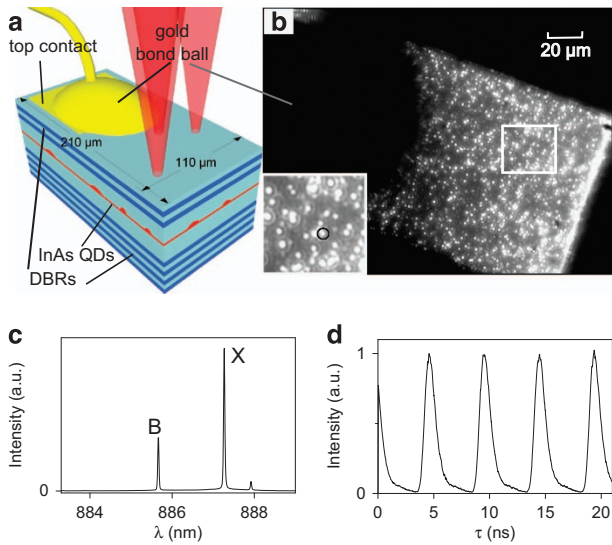 a
top contact
gold
bond ball
210 µm
110 µm
InAs QDs
DBRs
b
20 µm
c
Intensity (a.u.)
0
B
X
884
886
888
λ (nm)
d
Intensity (a.u.)
1
0
0
5
10
15
20
τ (ns)